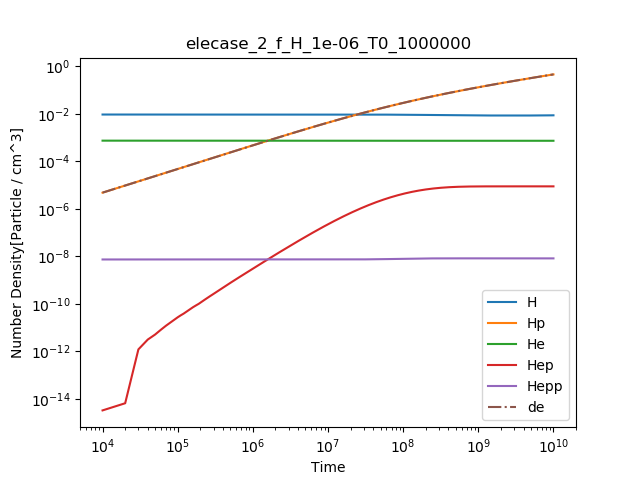 elecase_2_f_H_1e-06_T0_1000000
Number Density[Particle / cm^3]
10^0
10^-2
10^-4
10^-6
10^-8
10^-10
10^-12
10^-14
H
Hp
He
Hep
Hepp
de
10^4
10^5
10^6
10^7
10^8
10^9
10^10
Time